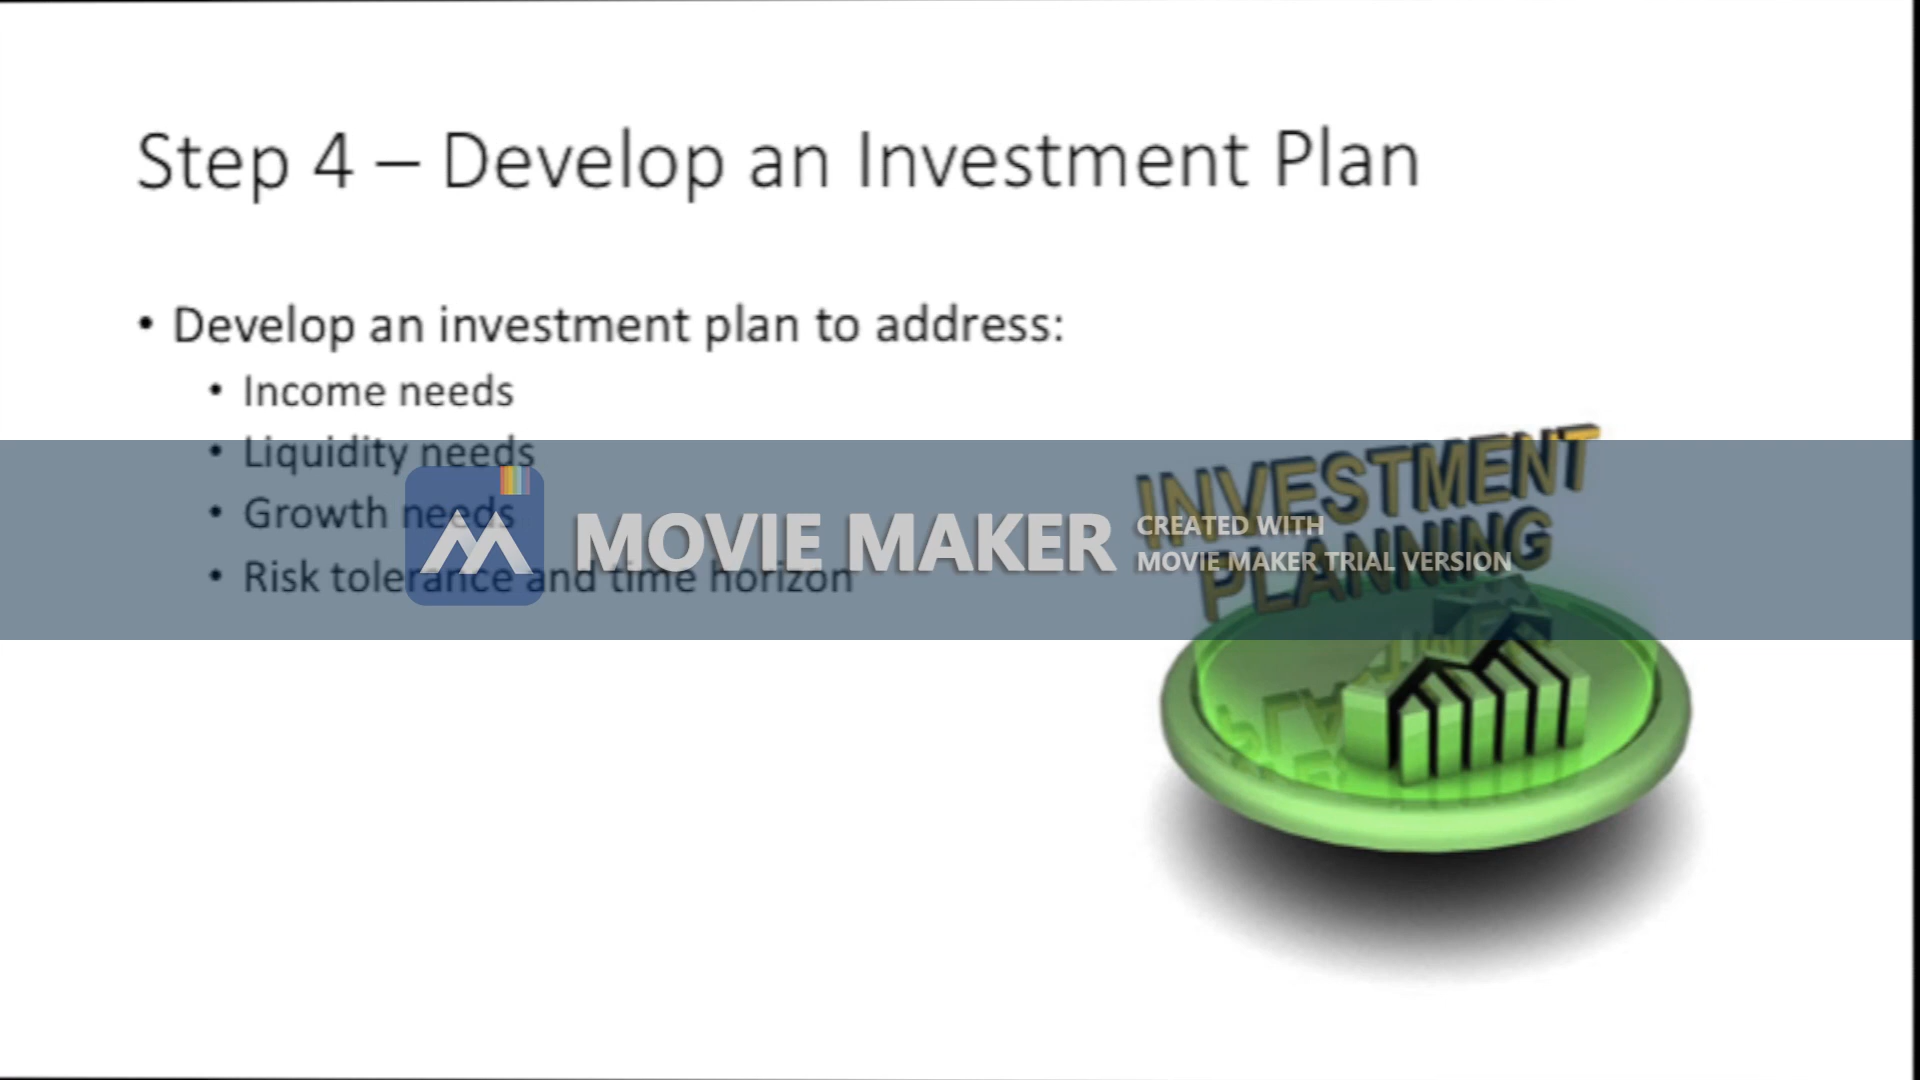 Step 4 – Develop an Investment Plan
• Develop an investment plan to address:
• Income needs
• Liquidity needs
• Growth needs
• Risk tolerance and time horizon
INVESTMENT
PLANNING
MOVIE MAKER
CREATED WITH
MOVIE MAKER TRIAL VERSION